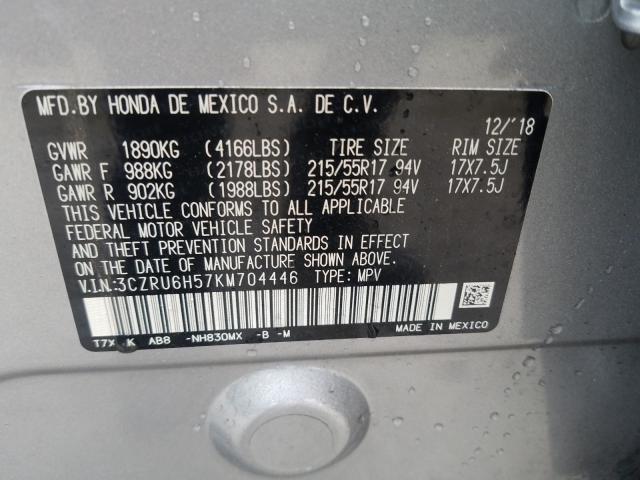 MFD.BY HONDA DE MEXICO S.A. DE C.V.
12/'18
GVWR 1890KG (4166LBS) TIRE SIZE RIM SIZE
GAWR F 988KG (2178LBS) 215/55R17 94V 17X7.5J
GAWR R 902KG (1988LBS) 215/55R17 94V 17X7.5J
THIS VEHICLE CONFORMS TO ALL APPLICABLE
FEDERAL MOTOR VEHICLE SAFETY
AND THEFT PREVENTION STANDARDS IN EFFECT
ON THE DATE OF MANUFACTURE SHOWN ABOVE.
V.I.N:3CZRU6H57KM704446 TYPE: MPV
T7X K AB8 -NH830MX -B -M MADE IN MEXICO